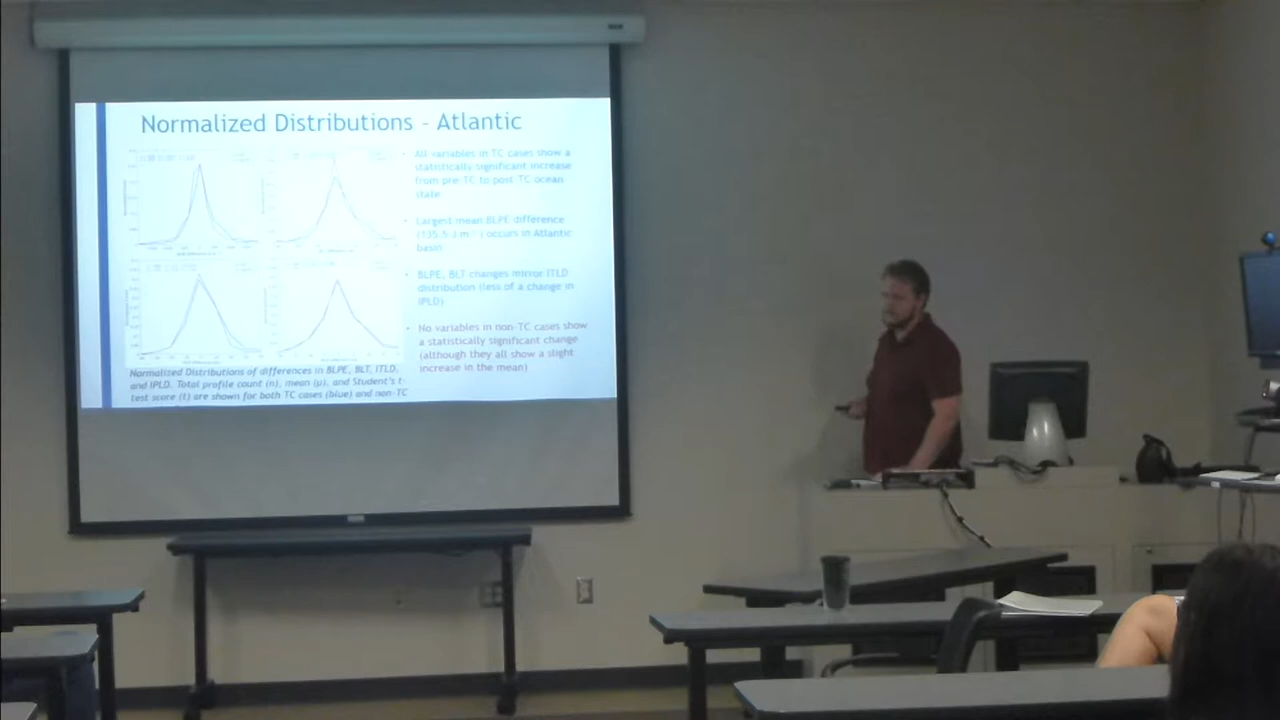 Normalized Distributions - Atlantic
All variables in TC cases show a
statistically significant increase
from pre-TC to post-TC ocean
state
Largest mean BLPE difference
(135.5 J m ) occurs in Atlantic
basin
BLPE, BLT changes mirror ITLD
distribution (less of a change in
IPLD)
No variables in non-TC cases show
a statistically significant change
(although they all show a slight
increase in the mean)
Normalized Distributions of differences in BLPE, BLT, ITLD,
and IPLD. Total profile count (n), mean (μ), and Student's t-
test score (t) are shown for both TC cases (blue) and non-TC